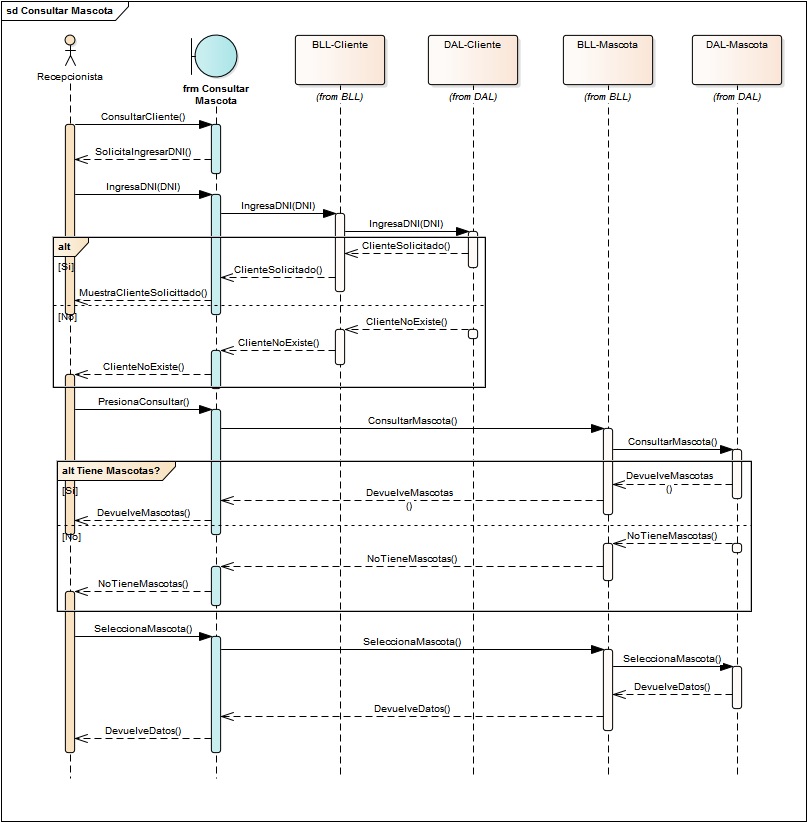 sd Consultar Mascota
Recepcionista
frm Consultar
Mascota
BLL-Cliente
(from BLL)
DAL-Cliente
(from DAL)
BLL-Mascota
(from BLL)
DAL-Mascota
(from DAL)
ConsultarCliente()
SolicitaIngresarDNI()
IngresaDNI(DNI)
IngresaDNI(DNI)
IngresaDNI(DNI)
alt
ClienteSolicitado()
[Si]
ClienteSolicitado()
MuestraClienteSolicittado()
[No]
ClienteNoExiste()
ClienteNoExiste()
ClienteNoExiste()
PresionaConsultar()
ConsultarMascota()
ConsultarMascota()
alt Tiene Mascotas?
DevuelveMascotas
()
[Si]
DevuelveMascotas
()
DevuelveMascotas()
[No]
NoTieneMascotas()
NoTieneMascotas()
NoTieneMascotas()
SeleccionaMascota()
SeleccionaMascota()
SeleccionaMascota()
DevuelveDatos()
DevuelveDatos()
DevuelveDatos()